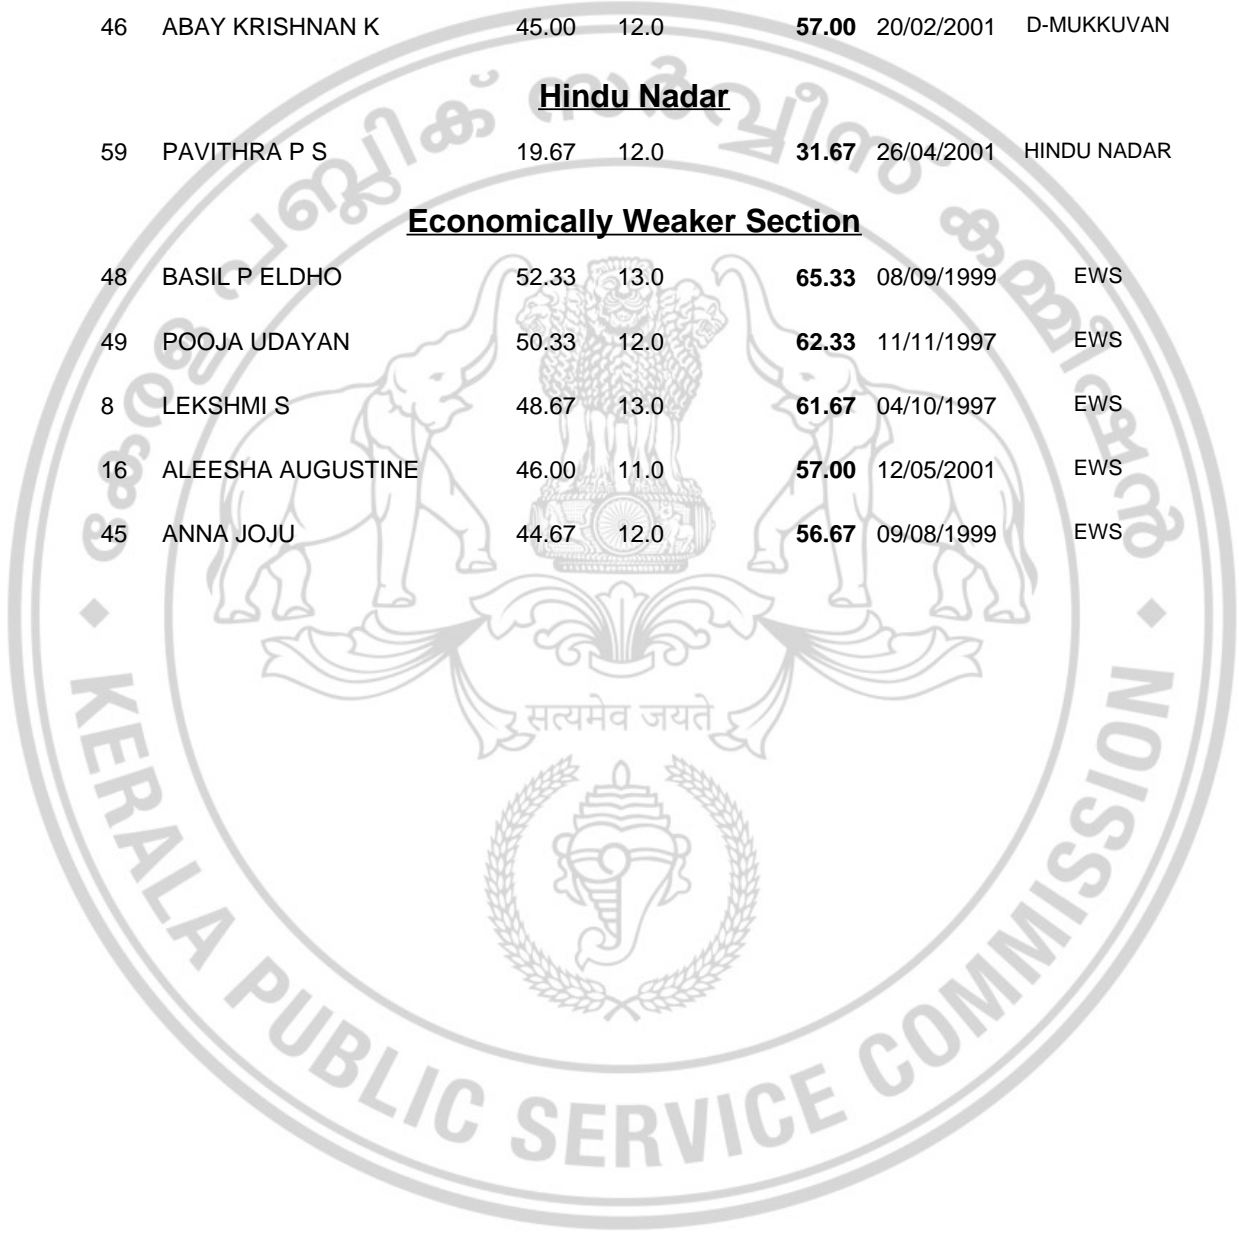 46 ABAY KRISHNAN K 45.00 12.0 57.00 20/02/2001 D-MUKKUVAN
Hindu Nadar
59 PAVITHRA P S 19.67 12.0 31.67 26/04/2001 HINDU NADAR
Economically Weaker Section
48 BASIL P ELDHO 52.33 13.0 65.33 08/09/1999 EWS
49 POOJA UDAYAN 50.33 12.0 62.33 11/11/1997 EWS
8 LEKSHMI S 48.67 13.0 61.67 04/10/1997 EWS
16 ALEESHA AUGUSTINE 46.00 11.0 57.00 12/05/2001 EWS
45 ANNA JOJU 44.67 12.0 56.67 09/08/1999 EWS
കേരള പബ്ലിക് സർവ്വീസ് കമ്മീഷൻ
सत्यमेव जयते
KERALA PUBLIC SERVICE COMMISSION